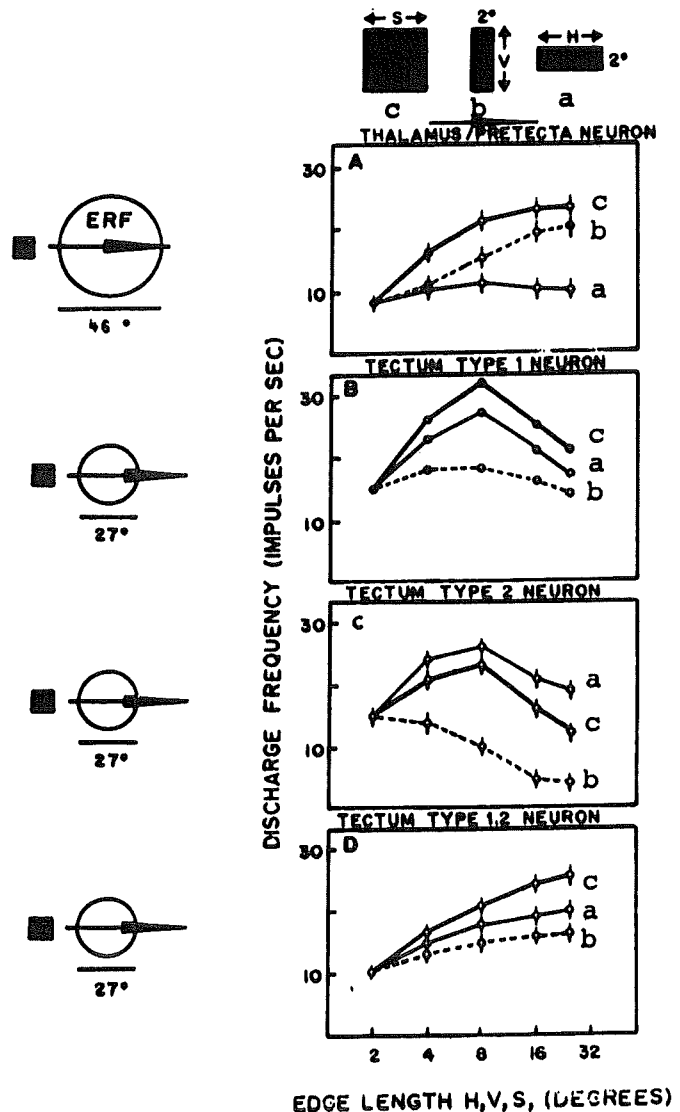 S 2° V H 2°
c b a
THALAMUS/PRETECTA NEURON
A
30
10
c
b
a
ERF
46 °
TECTUM TYPE 1 NEURON
B
30
10
c
a
b
27°
TECTUM TYPE 2 NEURON
C
30
10
a
c
b
27°
TECTUM TYPE 1,2 NEURON
D
30
10
c
a
b
27°
2 4 8 16 32
DISCHARGE FREQUENCY (IMPULSES PER SEC)
EDGE LENGTH H,V,S, (DEGREES)